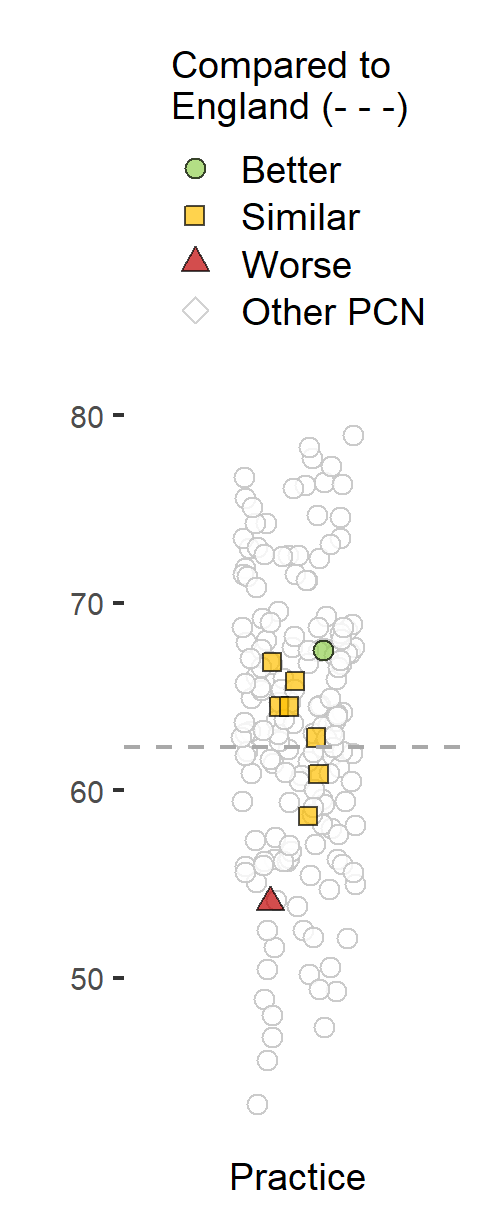 Compared to
England (- - -)
Better
Similar
Worse
Other PCN
80
70
60
50
Practice